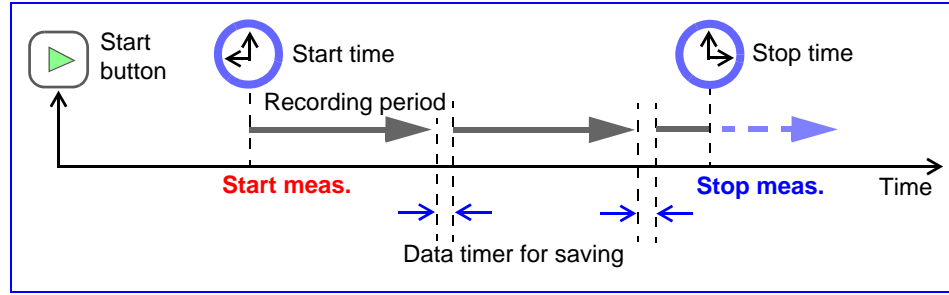 Start
button
Start time
Stop time
Recording period
Start meas.
Stop meas.
Time
Data timer for saving